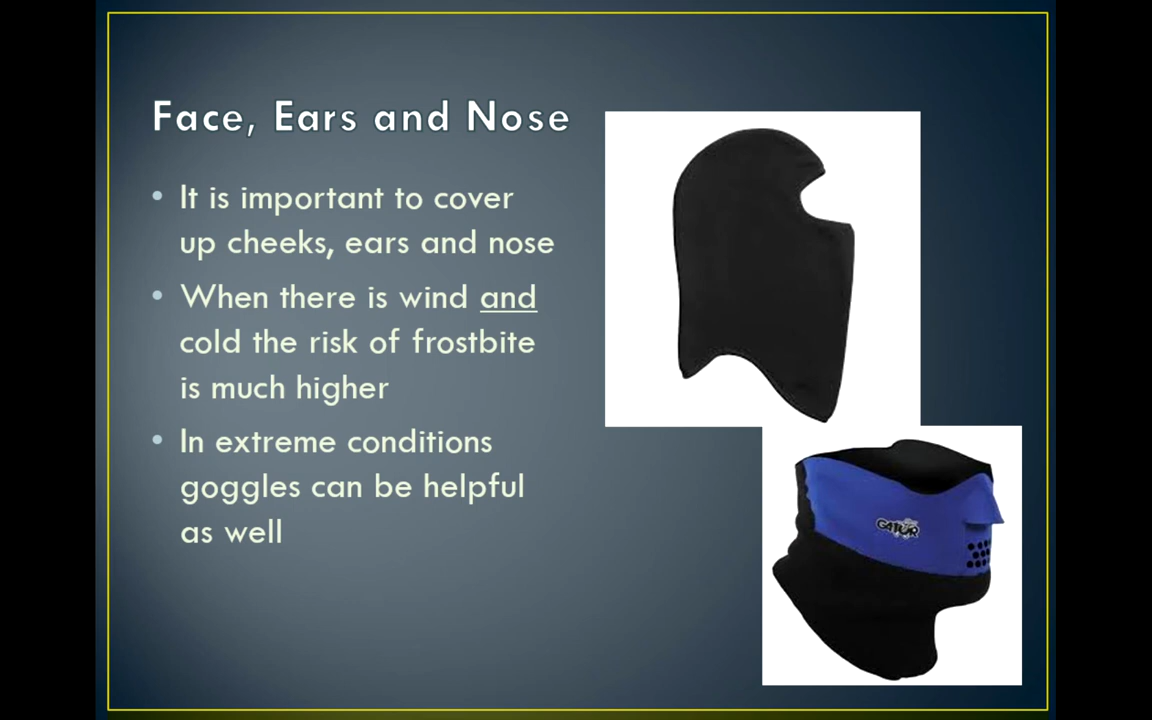 Face, Ears and Nose
• It is important to cover
up cheeks, ears and nose
• When there is wind and
cold the risk of frostbite
is much higher
• In extreme conditions
goggles can be helpful
as well
GATOR